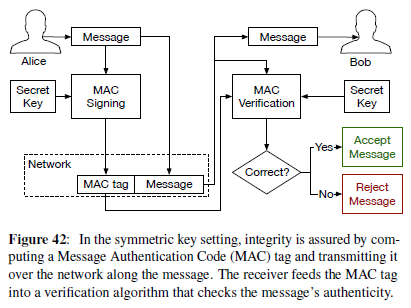 Message
Message
Alice
Bob
Secret
Key
MAC
Signing
MAC
Verification
Secret
Key
Network
MAC tag
Message
Correct?
Yes
Accept
Message
No
Reject
Message
Figure 42: In the symmetric key setting, integrity is assured by com-
puting a Message Authentication Code (MAC) tag and transmitting it
over the network along the message. The receiver feeds the MAC tag
into a verification algorithm that checks the message's authenticity.